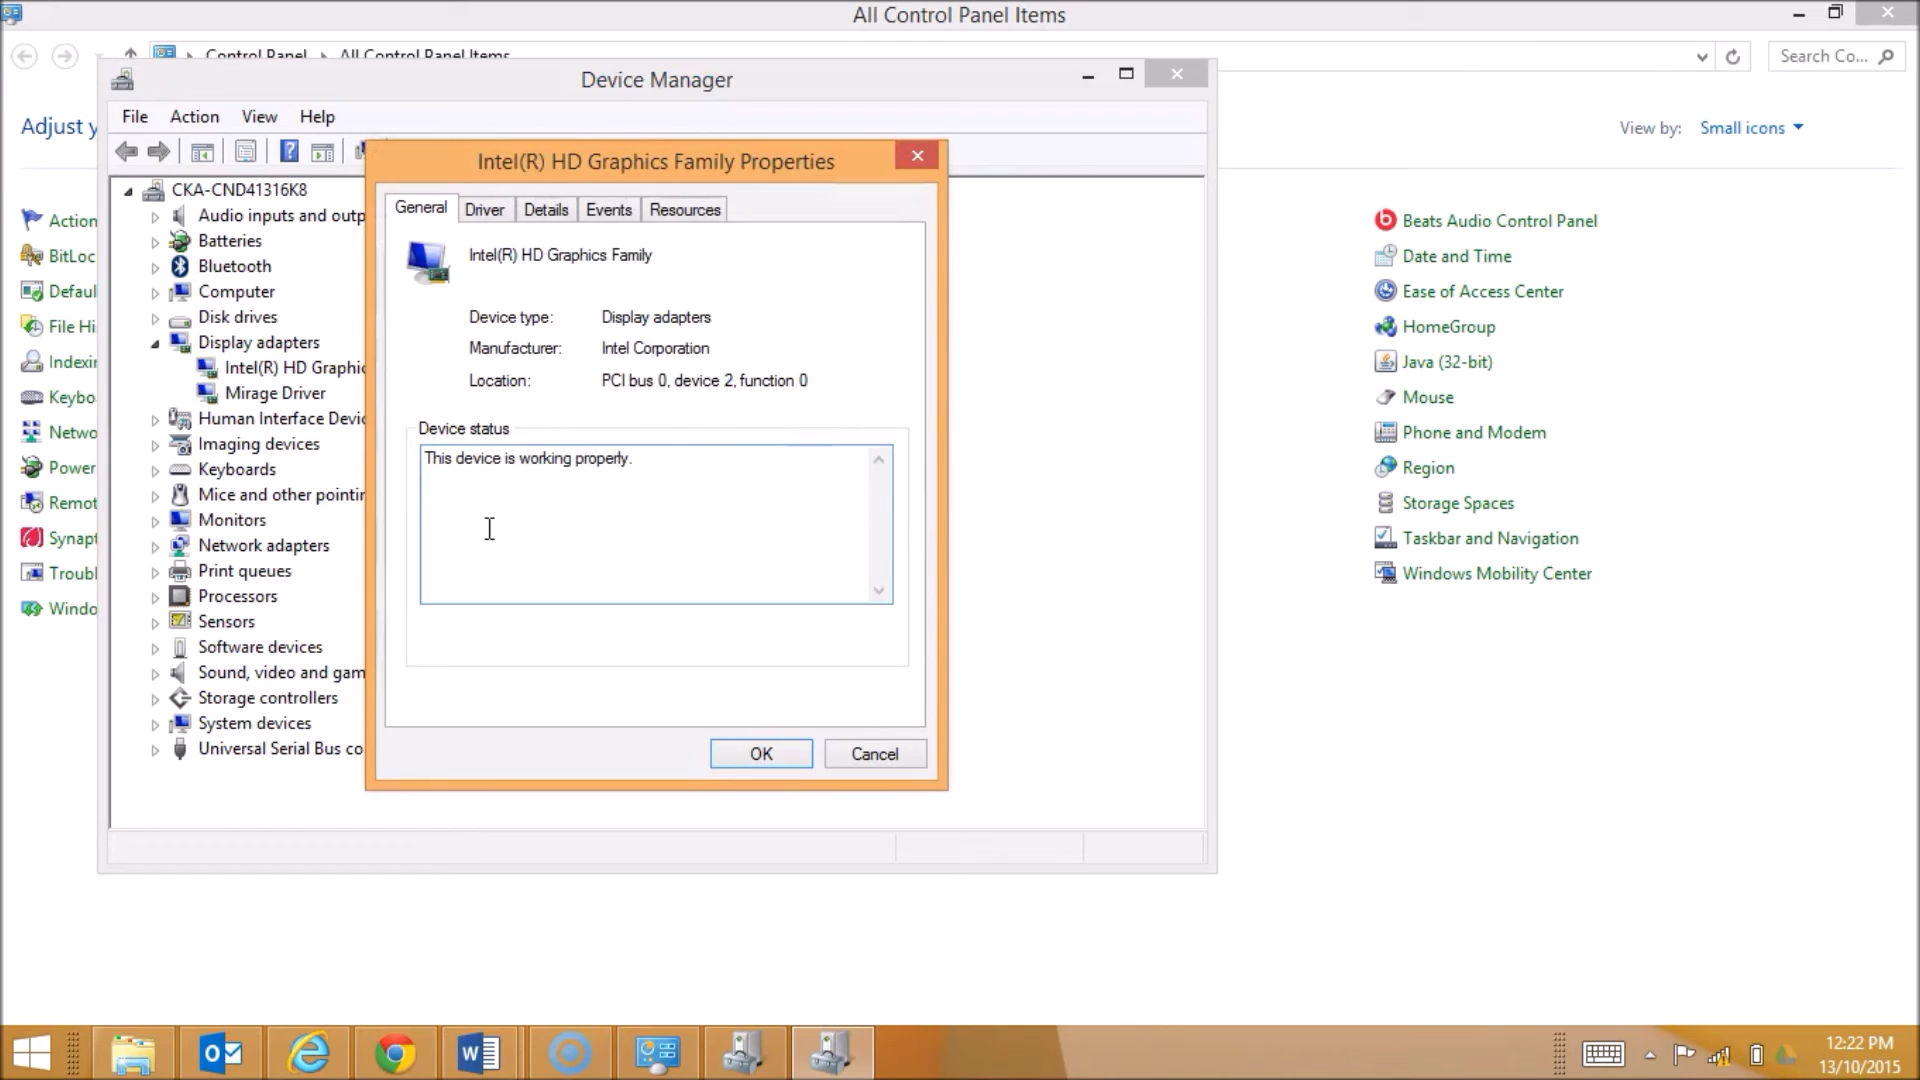 All Control Panel Items
Control Panel
All Control Panel Items
Search Co...
Adjust y
View by: Small icons
Device Manager
File Action View Help
CKA-CND41316K8
Audio inputs and outp
Batteries
Bluetooth
Computer
Disk drives
Display adapters
Intel(R) HD Graphic
Mirage Driver
Human Interface Devic
Imaging devices
Keyboards
Mice and other pointin
Monitors
Network adapters
Print queues
Processors
Sensors
Software devices
Sound, video and gam
Storage controllers
System devices
Universal Serial Bus co
Intel(R) HD Graphics Family Properties
General Driver Details Events Resources
Intel(R) HD Graphics Family
Device type: Display adapters
Manufacturer: Intel Corporation
Location: PCI bus 0, device 2, function 0
Device status
This device is working properly.
OK Cancel
Action
BitLoc
Defaul
File Hi
Indexin
Keybo
Netwo
Power
Remot
Synapt
Troubl
Windo
Beats Audio Control Panel
Date and Time
Ease of Access Center
HomeGroup
Java (32-bit)
Mouse
Phone and Modem
Region
Storage Spaces
Taskbar and Navigation
Windows Mobility Center
12:22 PM
13/10/2015